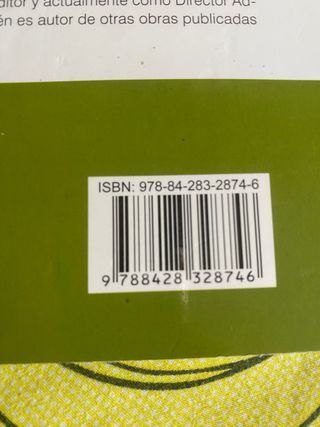 y actualmente como Director Ad-
én es autor de otras obras publicadas
ISBN: 978-84-283-2874-6
9 788428 328746